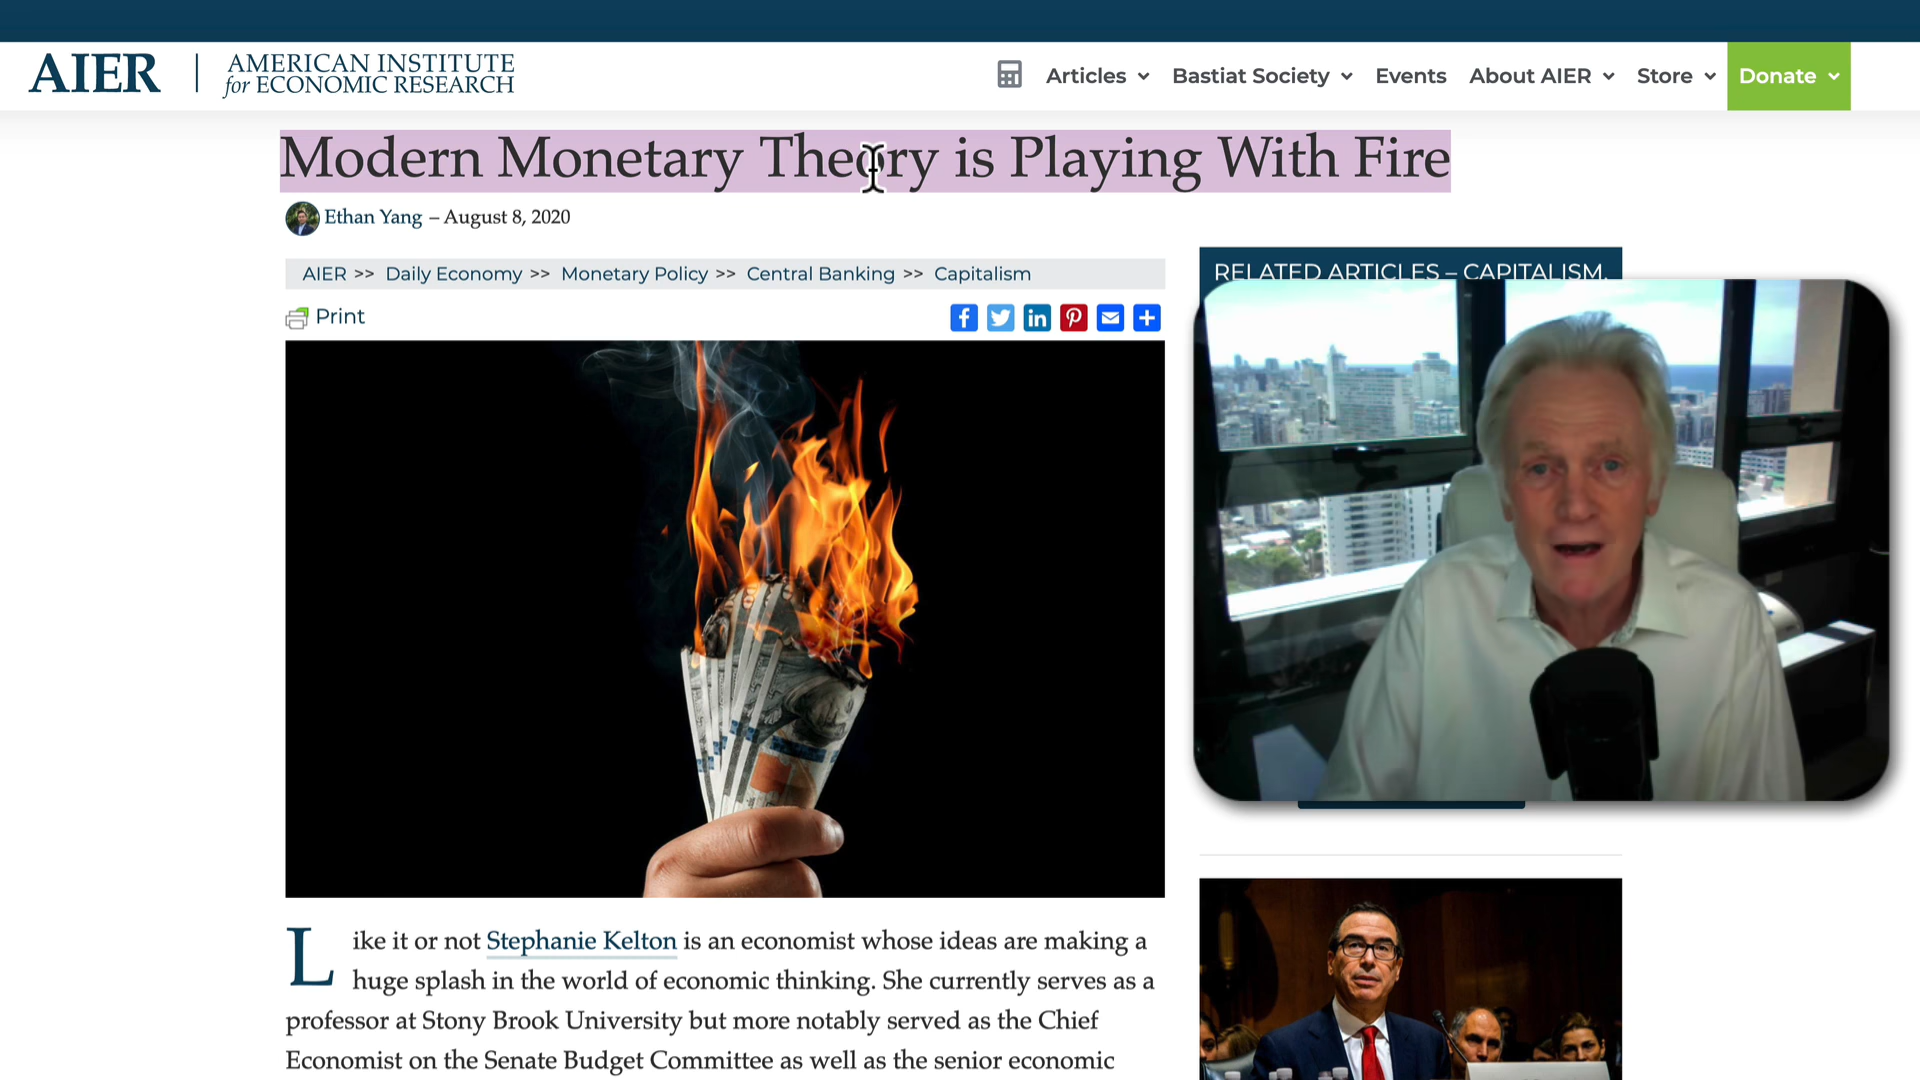 AIER
AMERICAN INSTITUTE
for ECONOMIC RESEARCH
Articles
Bastiat Society
Events
About AIER
Store
Donate
Modern Monetary Theory is Playing With Fire
Ethan Yang – August 8, 2020
AIER >> Daily Economy >> Monetary Policy >> Central Banking >> Capitalism
Print
RELATED ARTICLES – CAPITALISM,
Like it or not Stephanie Kelton is an economist whose ideas are making a
huge splash in the world of economic thinking. She currently serves as a
professor at Stony Brook University but more notably served as the Chief
Economist on the Senate Budget Committee as well as the senior economic